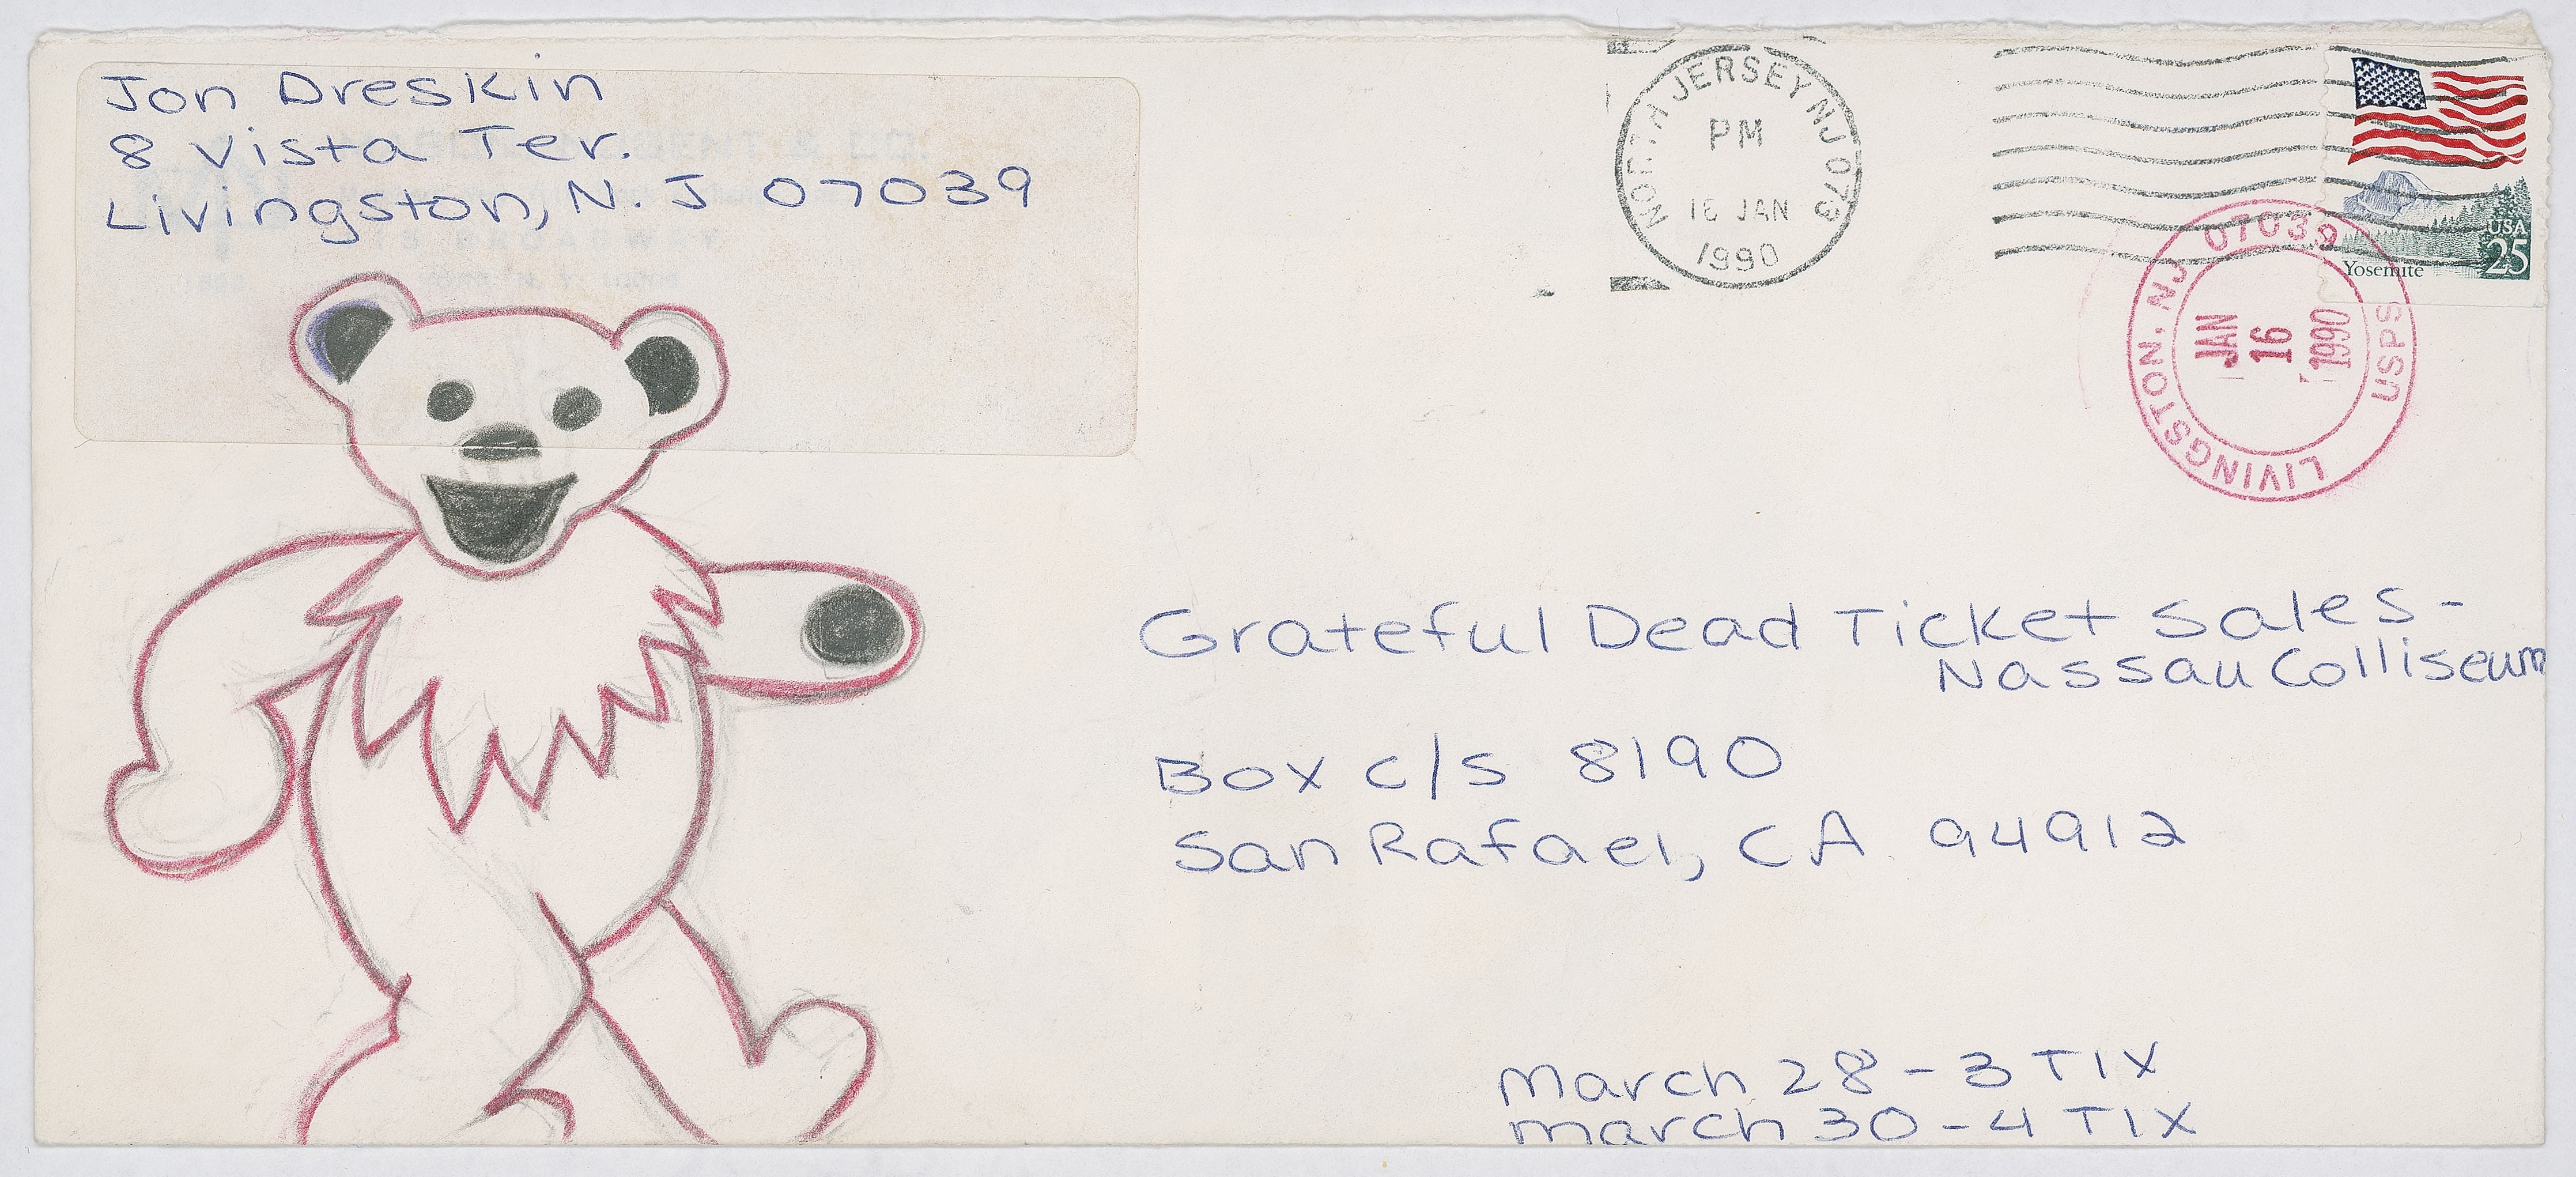 Jon Dreskin
8 Vista Ter.
Livingston, N. J 07039
NORTH JERSEY NJ 073
PM
16 JAN
1990
USA
25
Yosemite
07039
LIVINGSTON, NJ
USPS
JAN
16
1990
Grateful Dead Ticket Sales -
Nassau Colliseum
Box c/s 8190
San Rafael, CA. 94912
March 28 - 3 TIX
march 30 - 4 TIX